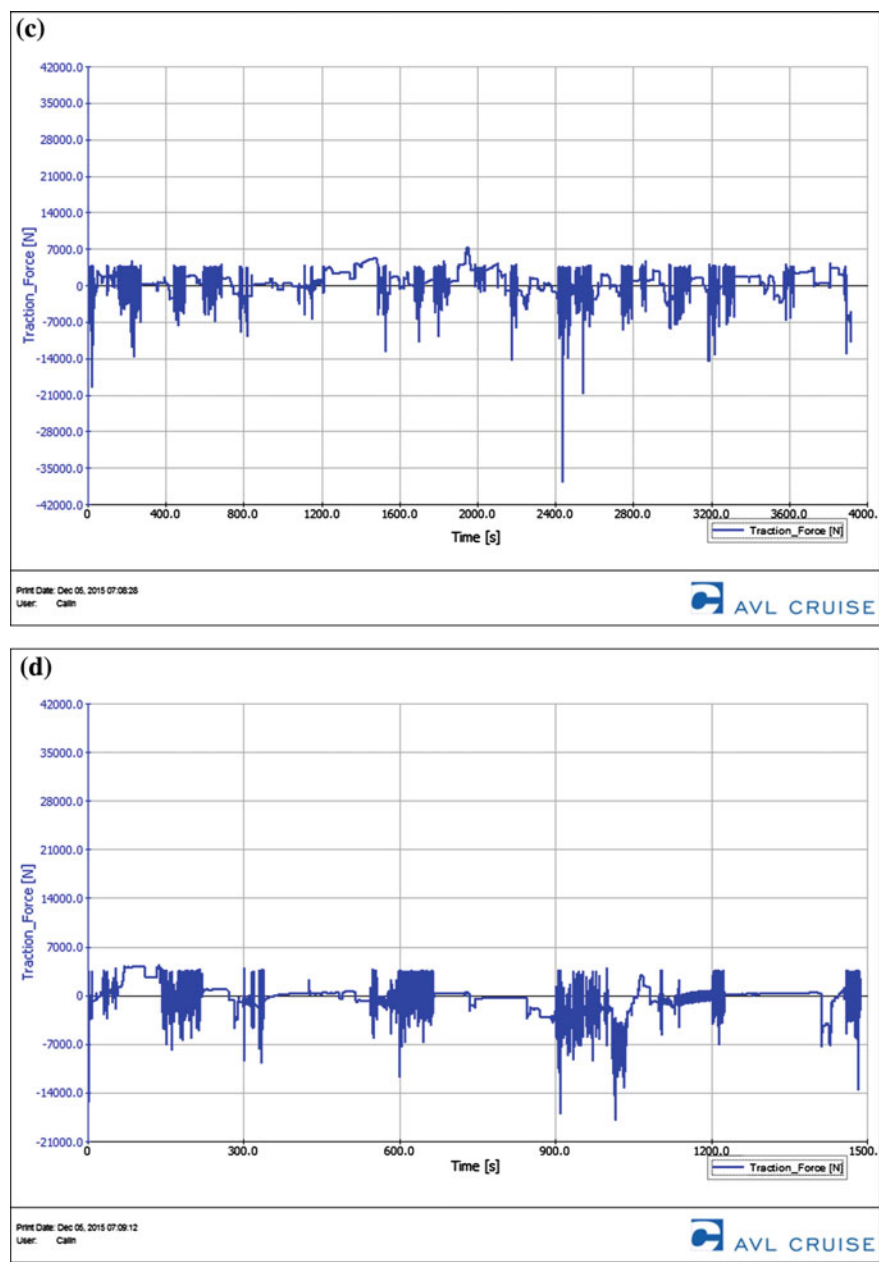 (c)
42000.0
35000.0
28000.0
21000.0
14000.0
7000.0
0
-7000.0
-14000.0
-21000.0
-28000.0
-35000.0
-42000.0
Traction_Force [N]
0 400.0 800.0 1200.0 1600.0 2000.0 2400.0 2800.0 3200.0 3600.0 4000.
Time [s]
Traction_Force [N]
Print Date: Dec 05, 2015 07:08:28
User: Calin
AVL CRUISE
(d)
42000.0
35000.0
28000.0
21000.0
14000.0
7000.0
0
-7000.0
-14000.0
-21000.0
Traction_Force [N]
0 300.0 600.0 900.0 1200.0 1500.
Time [s]
Traction_Force [N]
Print Date: Dec 05, 2015 07:09:12
User: Calin
AVL CRUISE